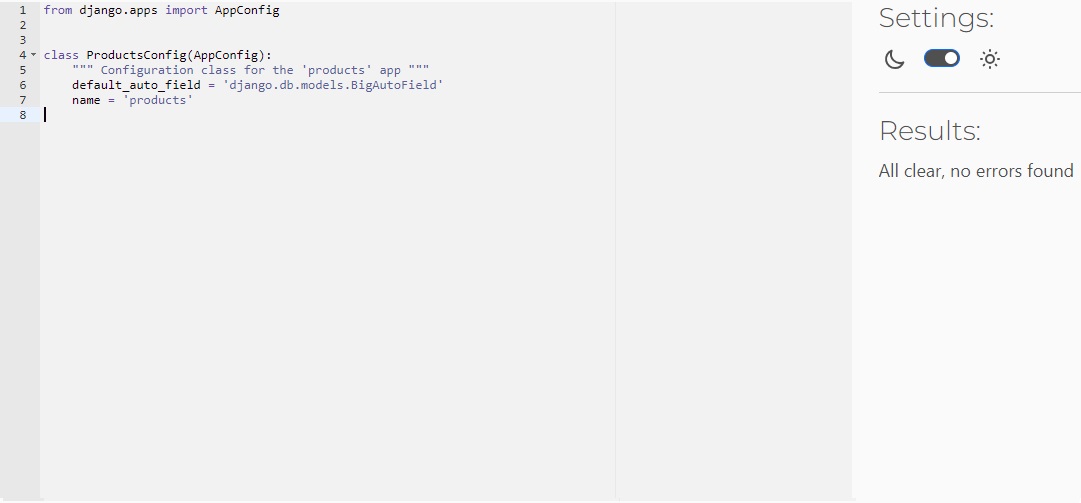 1 from django.apps import AppConfig
2
3
4 class ProductsConfig(AppConfig):
5     """ Configuration class for the 'products' app """
6     default_auto_field = 'django.db.models.BigAutoField'
7     name = 'products'
8
Settings:
Results:
All clear, no errors found